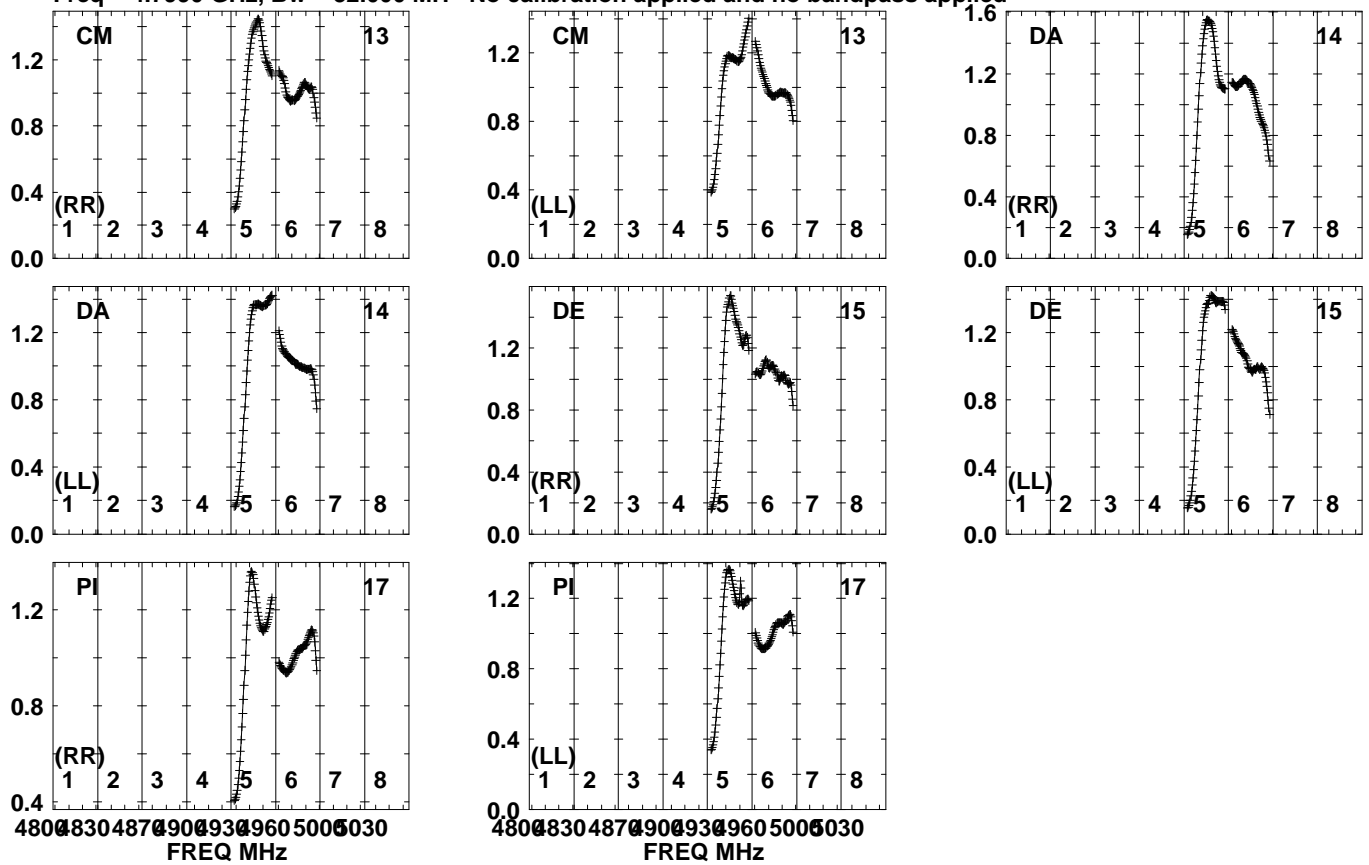 No calibration applied and no bandpass applied
CM 13
1.2
0.8
0.4
0.0
(RR)
1 2 3 4 5 6 7 8
CM 13
1.2
0.8
0.4
0.0
(LL)
1 2 3 4 5 6 7 8
DA 14
1.6
1.2
0.8
0.4
0.0
(RR)
1 2 3 4 5 6 7 8
DA 14
1.2
0.8
0.4
0.0
(LL)
1 2 3 4 5 6 7 8
DE 15
1.2
0.8
0.4
0.0
(RR)
1 2 3 4 5 6 7 8
DE 15
1.2
0.8
0.4
0.0
(LL)
1 2 3 4 5 6 7 8
PI 17
1.2
0.8
0.4
(RR)
1 2 3 4 5 6 7 8
PI 17
1.2
0.8
0.4
0.0
(LL)
1 2 3 4 5 6 7 8
4800 4830 4870 4900 4930 4960 5000 5030
FREQ MHz
4800 4830 4870 4900 4930 4960 5000 5030
FREQ MHz